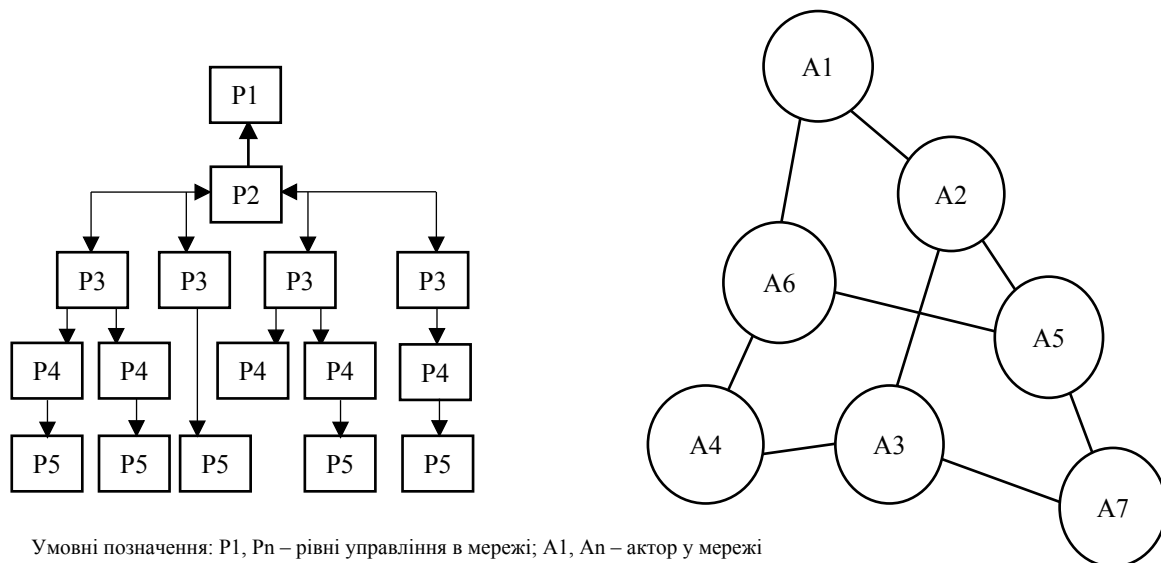 P1
P2
P3 P3 P3 P3
P4 P4 P4 P4 P4
P5 P5 P5 P5 P5
A1
A2
A6
A5
A4 A3
A7
Умовні позначення: P1, Pn – рівні управління в мережі; A1, An – актор у мережі